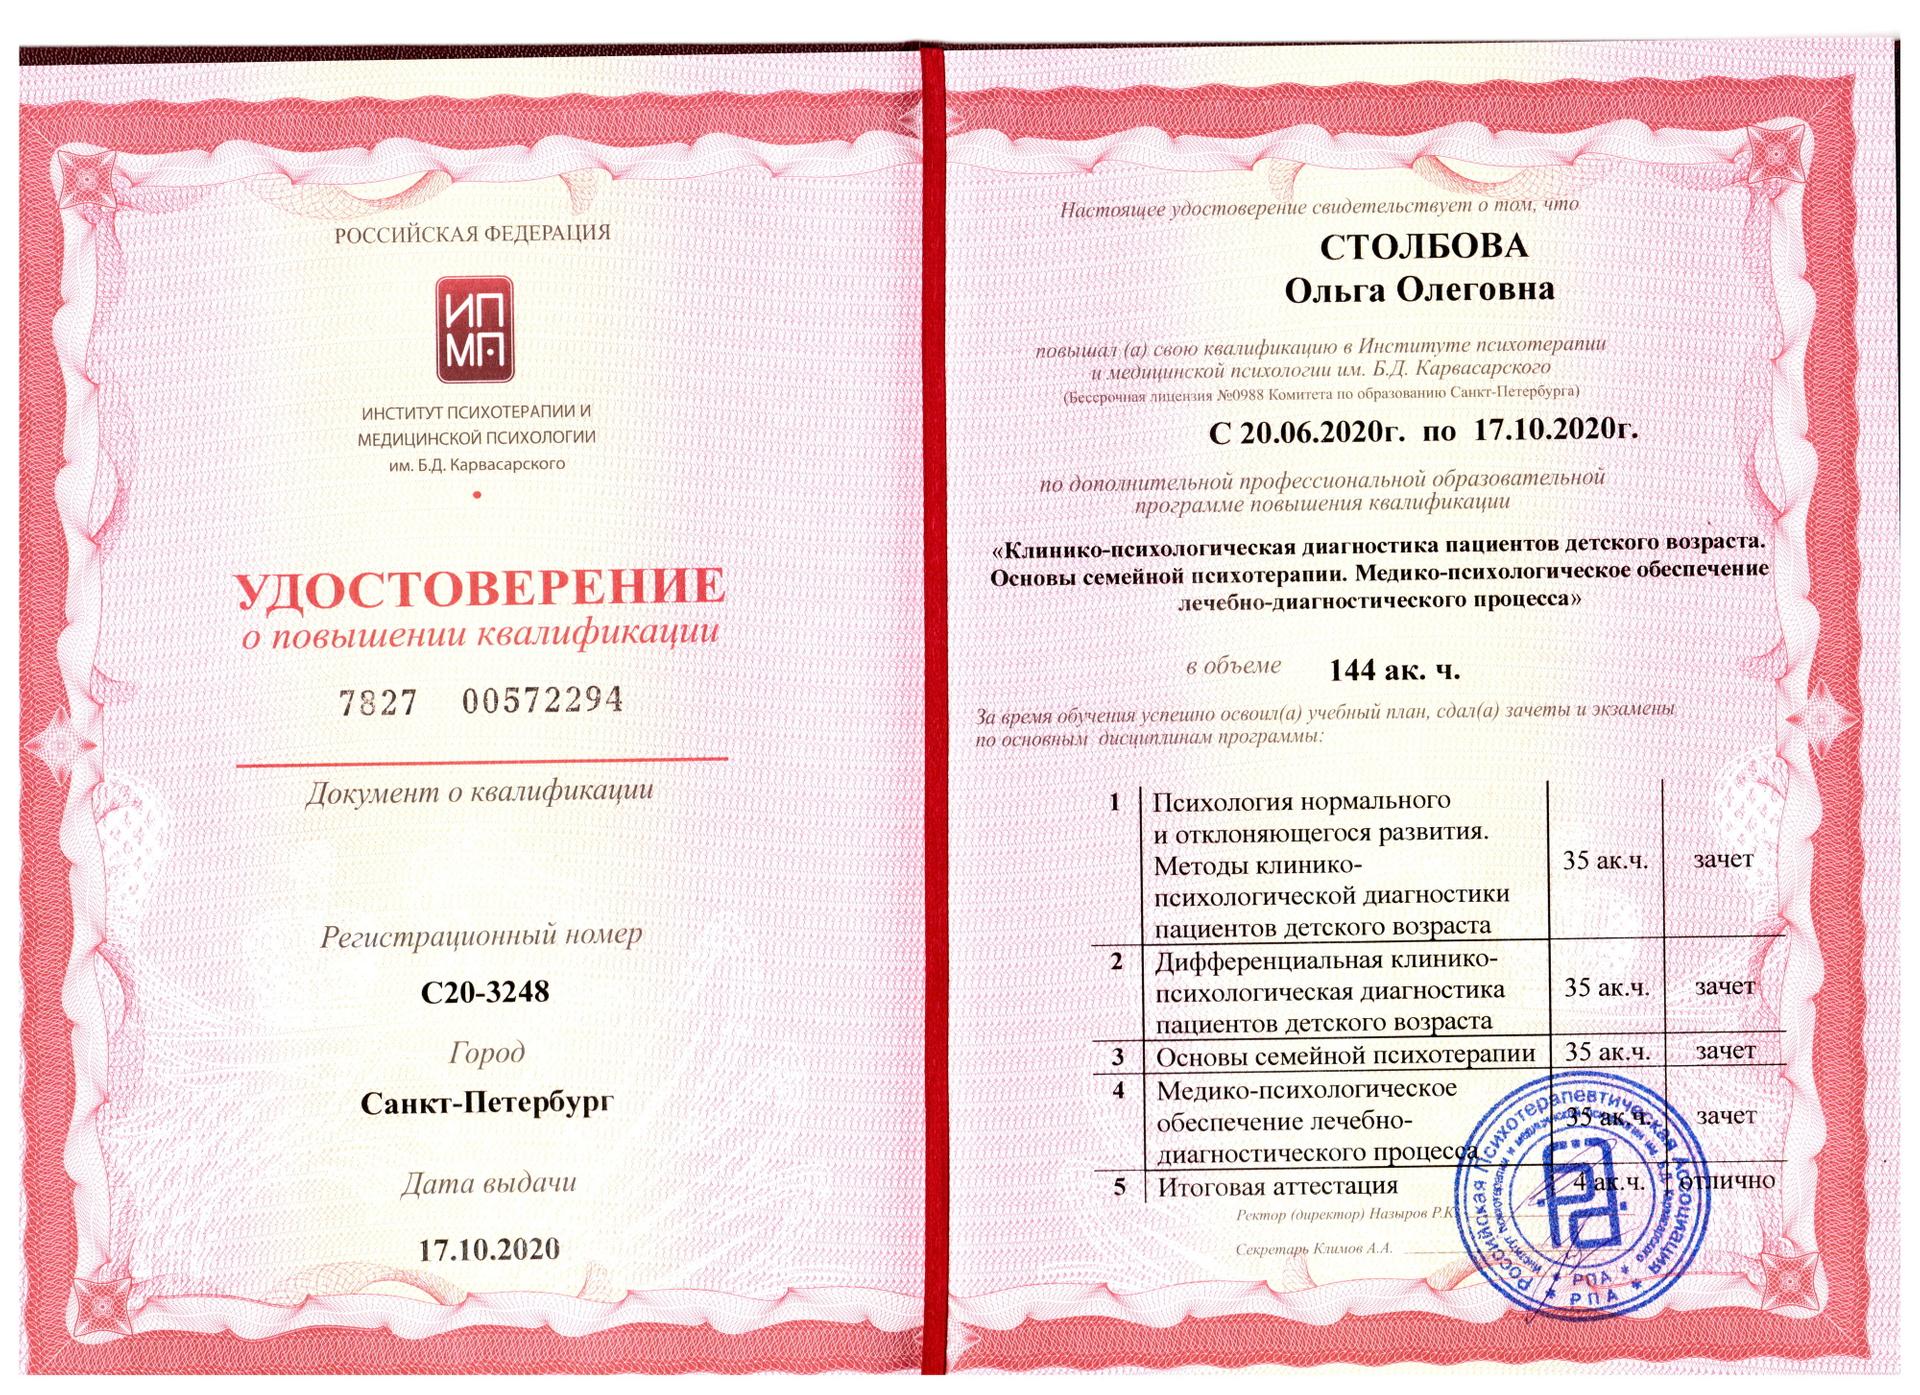 РОССИЙСКАЯ ФЕДЕРАЦИЯ
ИП
МП
ИНСТИТУТ ПСИХОТЕРАПИИ И
МЕДИЦИНСКОЙ ПСИХОЛОГИИ
им. Б.Д. Карвасарского
УДОСТОВЕРЕНИЕ
о повышении квалификации
7827 00572294
Документ о квалификации
Регистрационный номер
С20-3248
Город
Санкт-Петербург
Дата выдачи
17.10.2020
Настоящее удостоверение свидетельствует о том, что
СТОЛБОВА
Ольга Олеговна
повышал (а) свою квалификацию в Институте психотерапии
и медицинской психологии им. Б.Д. Карвасарского
(Бессрочная лицензия №0988 Комитета по образованию Санкт-Петербурга)
С 20.06.2020г. по 17.10.2020г.
по дополнительной профессиональной образовательной
программе повышения квалификации
«Клинико-психологическая диагностика пациентов детского возраста.
Основы семейной психотерапии. Медико-психологическое обеспечение
лечебно-диагностического процесса»
в объеме 144 ак. ч.
За время обучения успешно освоил(а) учебный план, сдал(а) зачеты и экзамены
по основным дисциплинам программы:
1 Психология нормального
и отклоняющегося развития.
Методы клинико-
психологической диагностики
пациентов детского возраста
35 ак.ч. зачет
2 Дифференциальная клинико-
психологическая диагностика
пациентов детского возраста
35 ак.ч. зачет
3 Основы семейной психотерапии 35 ак.ч. зачет
4 Медико-психологическое
обеспечение лечебно-
диагностического процесса
35 ак.ч. зачет
5 Итоговая аттестация 4 ак.ч. отлично
Ректор (директор) Назыров Р.К.
Секретарь Климов А.А.
Российская Психотерапевтическая Ассоциация
Институт психотерапии и медицинской психологии им. Б.Д. Карвасарского
* РПА *
* РПА *